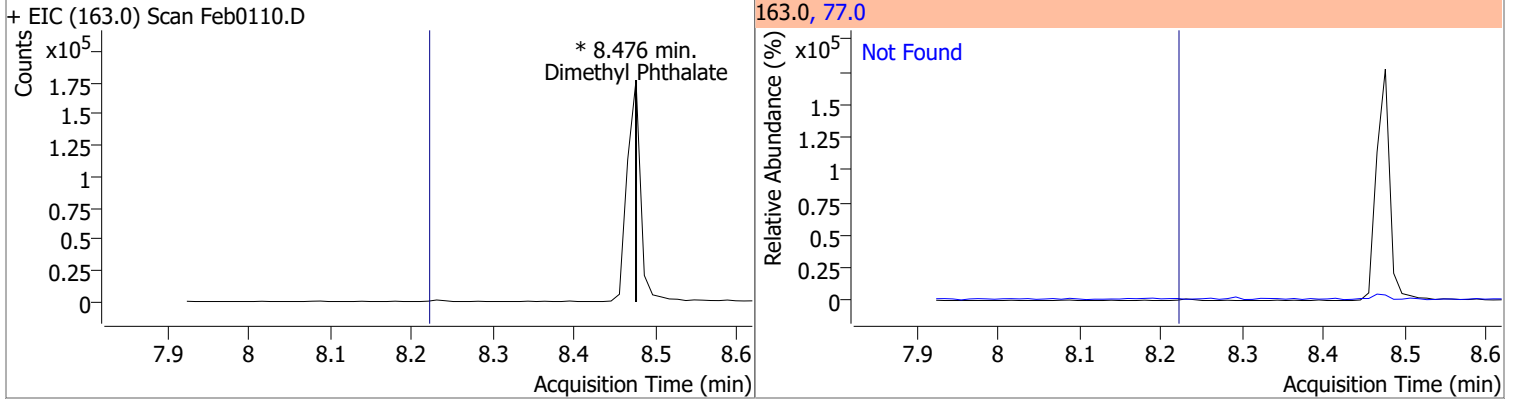 + EIC (163.0) Scan Feb0110.D
Counts
x10^5
* 8.476 min.
Dimethyl Phthalate
1.75
1.5
1.25
1
0.75
0.5
0.25
0
7.9 8 8.1 8.2 8.3 8.4 8.5 8.6
Acquisition Time (min)
163.0, 77.0
Relative Abundance (%)
x10^5
Not Found
1.5
1.25
1
0.75
0.5
0.25
0
7.9 8 8.1 8.2 8.3 8.4 8.5 8.6
Acquisition Time (min)